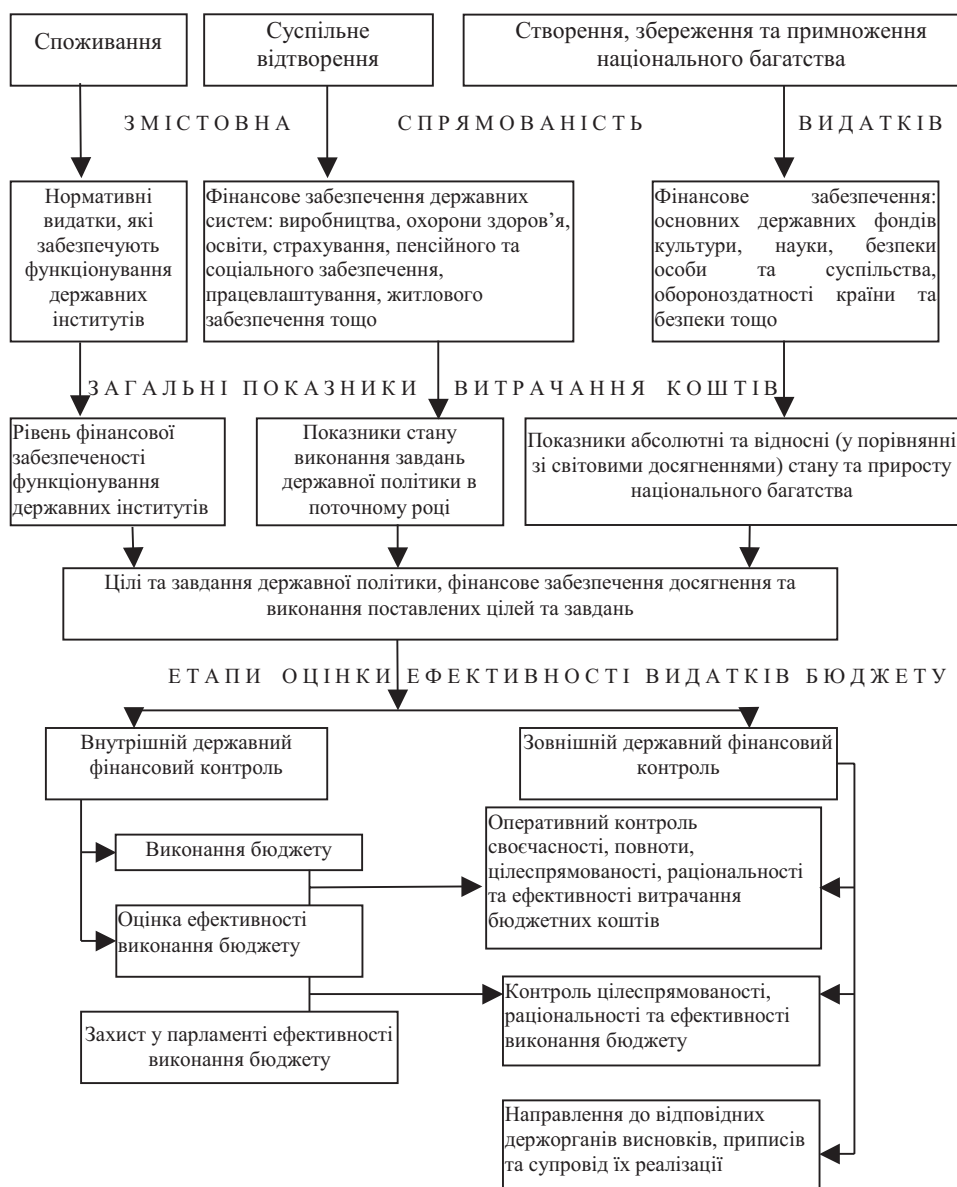 Споживання
Суспільне
відтворення
Створення, збереження та примноження
національного багатства
ЗМІСТОВНА СПРЯМОВАНІСТЬ ВИДАТКІВ
Нормативні
видатки, які
забезпечують
функціонування
державних
інститутів
Фінансове забезпечення державних
систем: виробництва, охорони здоров’я,
освіти, страхування, пенсійного та
соціального забезпечення,
працевлаштування, житлового
забезпечення тощо
Фінансове забезпечення:
основних державних фондів
культури, науки, безпеки
особи та суспільства,
обороноздатності країни та
безпеки тощо
ЗАГАЛЬНІ ПОКАЗНИКИ ВИТРАЧАННЯ КОШТІВ
Рівень фінансової
забезпеченості
функціонування
державних інститутів
Показники стану
виконання завдань
державної політики в
поточному році
Показники абсолютні та відносні (у порівнянні
зі світовими досягненнями) стану та приросту
національного багатства
Цілі та завдання державної політики, фінансове забезпечення досягнення та
виконання поставлених цілей та завдань
ЕТАПИ ОЦІНКИ ЕФЕКТИВНОСТІ ВИДАТКІВ БЮДЖЕТУ
Внутрішній державний
фінансовий контроль
Зовнішній державний фінансовий
контроль
Виконання бюджету
Оцінка ефективності
виконання бюджету
Захист у парламенті ефективності
виконання бюджету
Оперативний контроль
своєчасності, повноти,
цілеспрямованості, раціональності
та ефективності витрачання
бюджетних коштів
Контроль цілеспрямованості,
раціональності та ефективності
виконання бюджету
Направлення до відповідних
держорганів висновків, приписів
та супровід їх реалізації